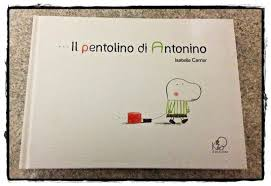 ...Il pentolino di Antonino
Isabelle Carrier